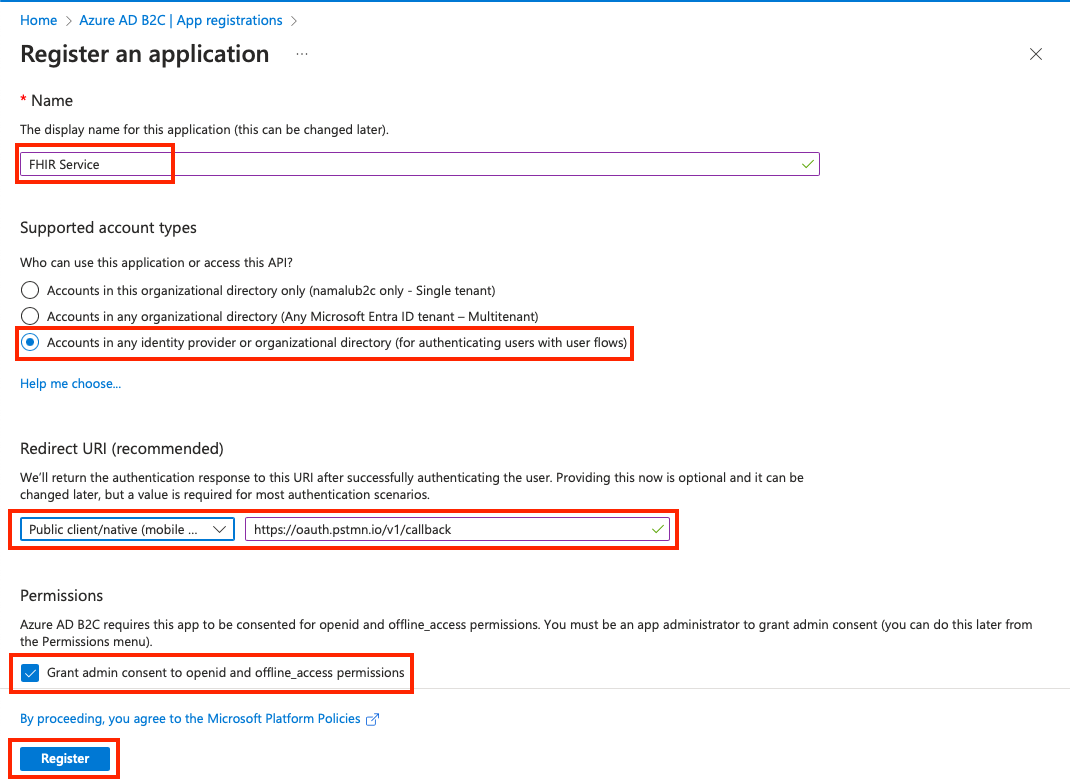 Home > Azure AD B2C | App registrations >
Register an application ...
* Name
The display name for this application (this can be changed later).
FHIR Service
Supported account types
Who can use this application or access this API?
Accounts in this organizational directory only (namalub2c only - Single tenant)
Accounts in any organizational directory (Any Microsoft Entra ID tenant – Multitenant)
Accounts in any identity provider or organizational directory (for authenticating users with user flows)
Help me choose...
Redirect URI (recommended)
We'll return the authentication response to this URI after successfully authenticating the user. Providing this now is optional and it can be
changed later, but a value is required for most authentication scenarios.
Public client/native (mobile ... https://oauth.pstmn.io/v1/callback
Permissions
Azure AD B2C requires this app to be consented for openid and offline_access permissions. You must be an app administrator to grant admin consent (you can do this later from
the Permissions menu).
Grant admin consent to openid and offline_access permissions
By proceeding, you agree to the Microsoft Platform Policies
Register